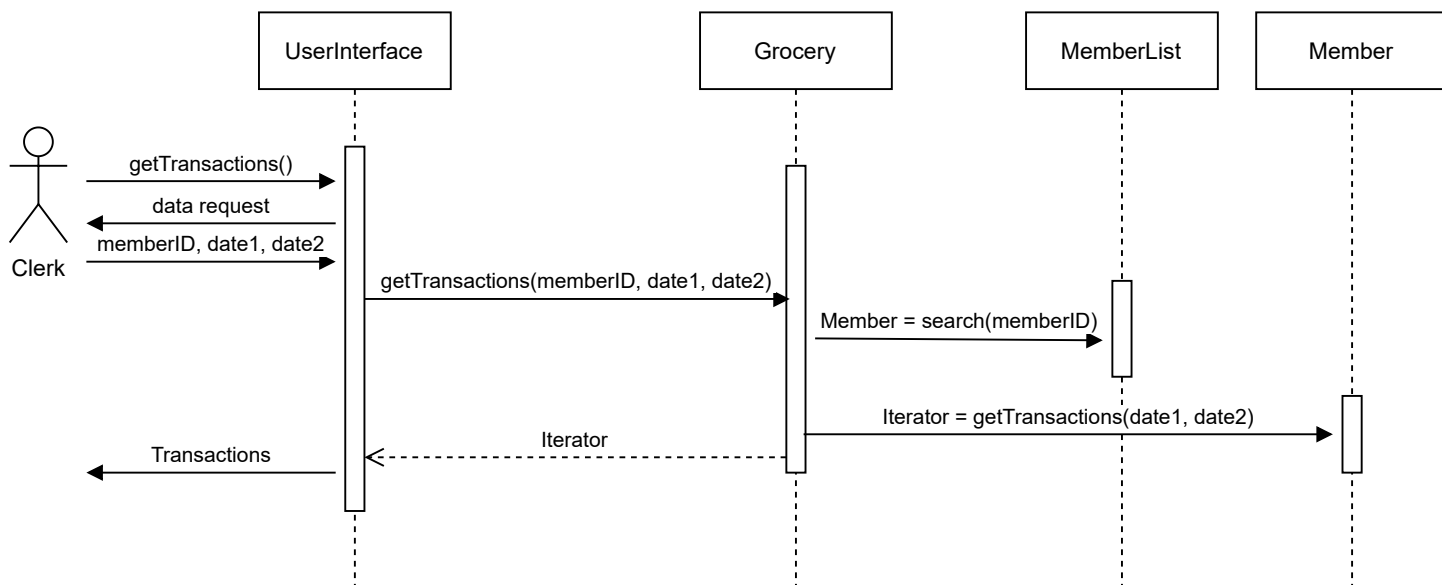 UserInterface
Grocery
MemberList
Member
getTransactions()
data request
memberID, date1, date2
Clerk
getTransactions(memberID, date1, date2)
Member = search(memberID)
Iterator = getTransactions(date1, date2)
Iterator
Transactions